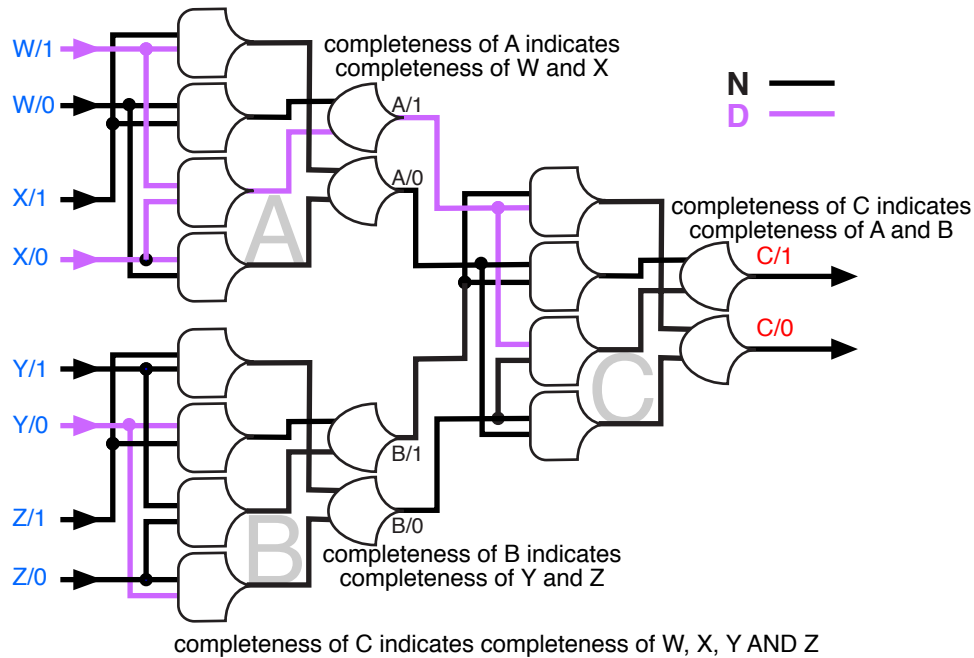 W/1
W/0
X/1
X/0
completeness of A indicates
completeness of W and X
A/1
A/0
A
N
D
completeness of C indicates
completeness of A and B
C/1
C/0
C
Y/1
Y/0
Z/1
Z/0
B/1
B/0
B
completeness of B indicates
completeness of Y and Z
completeness of C indicates completeness of W, X, Y AND Z